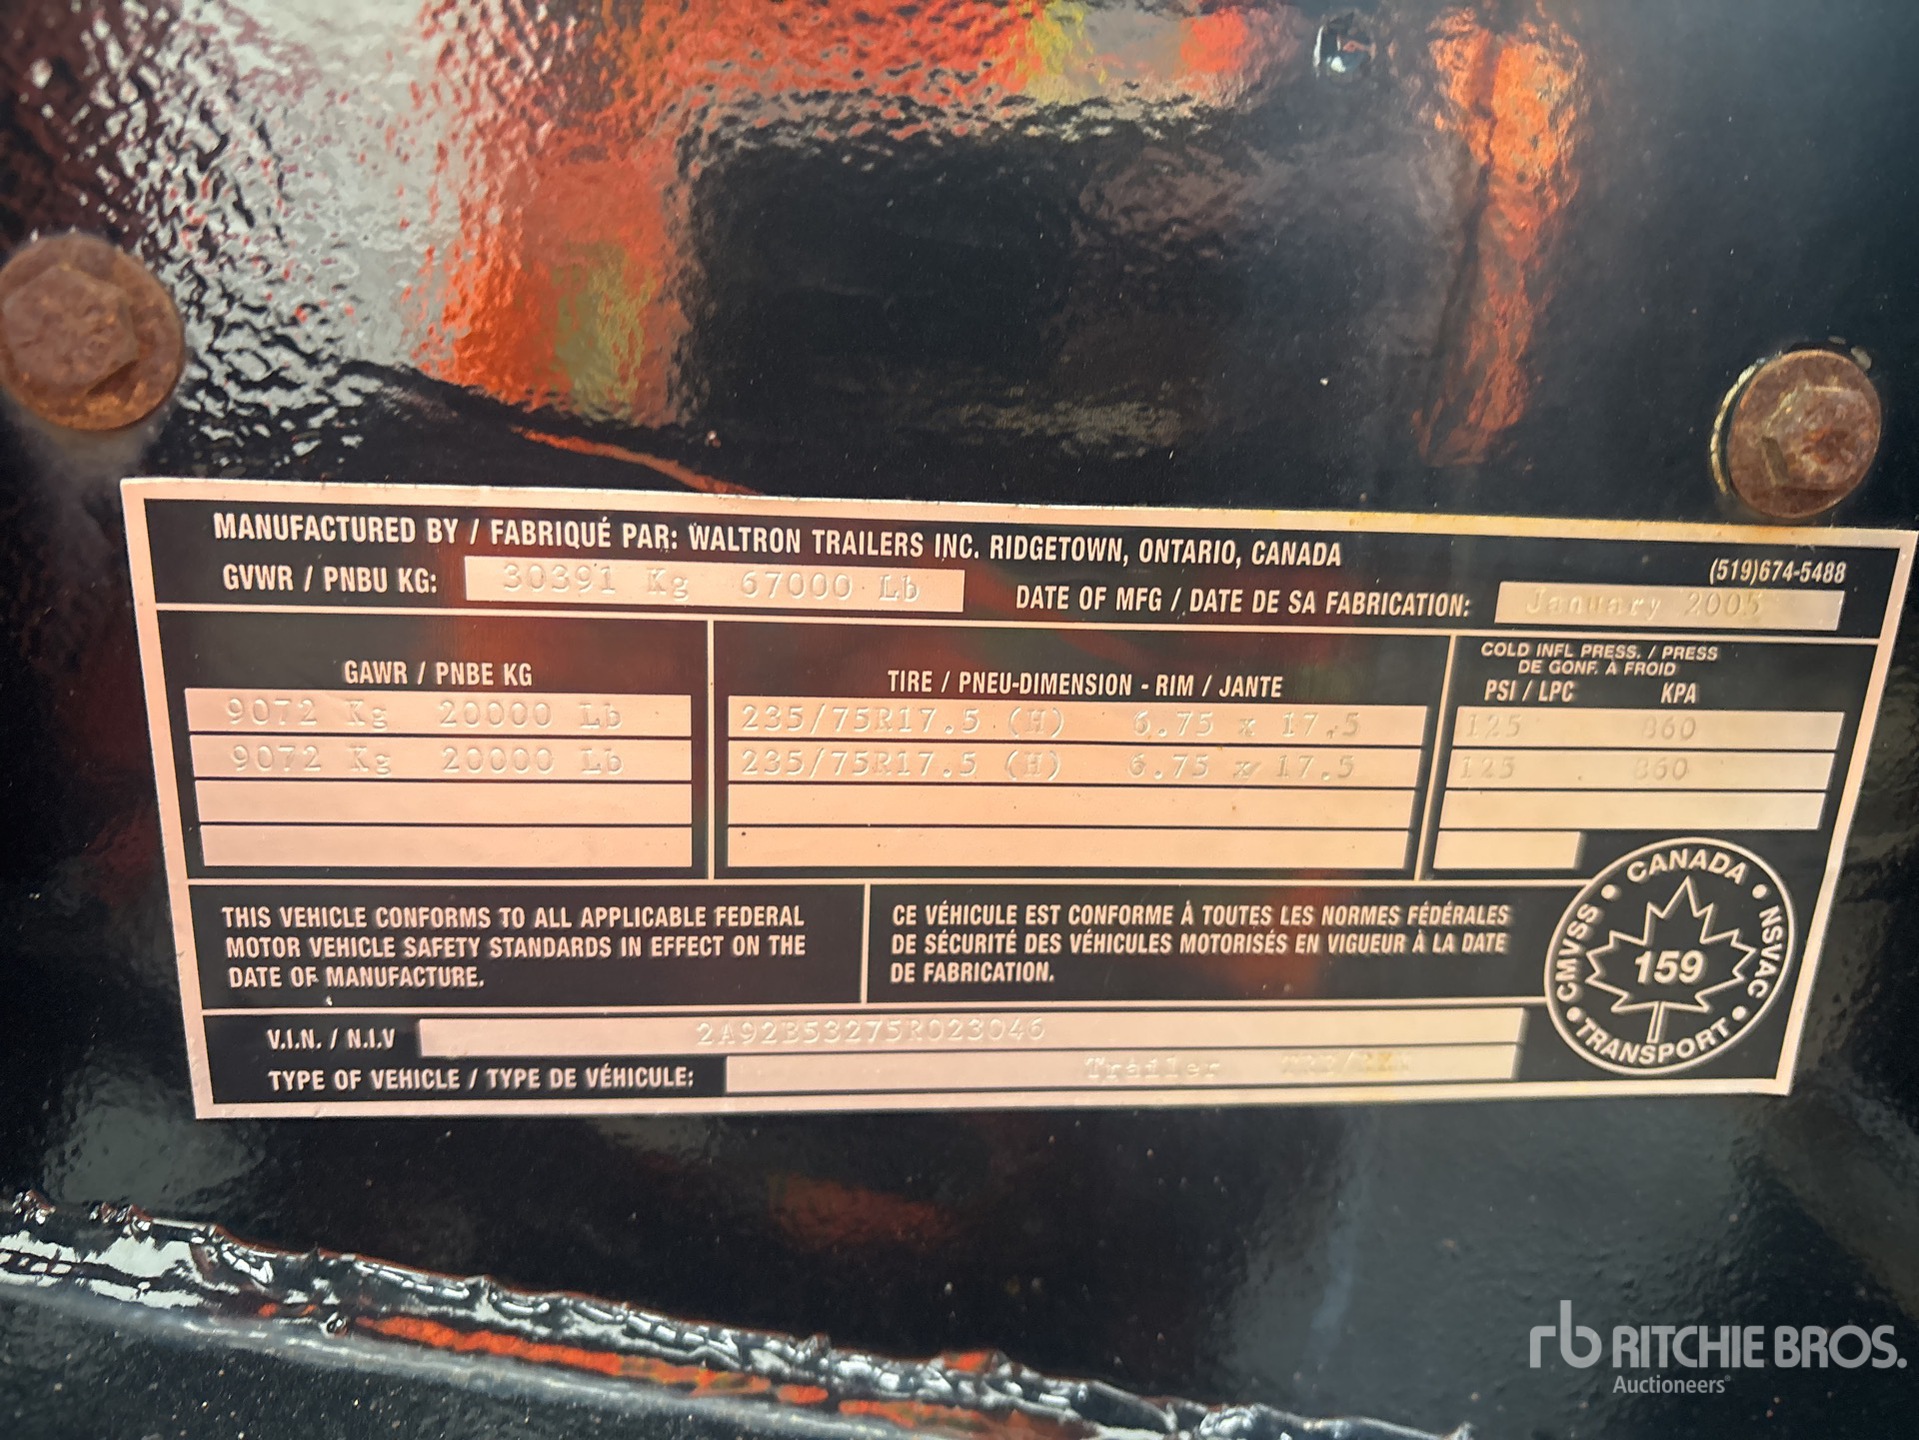 MANUFACTURED BY / FABRIQUÉ PAR: WALTRON TRAILERS INC. RIDGETOWN, ONTARIO, CANADA
(519)674-5488
GVWR / PNBU KG: 30391 Kg 67000 Lb DATE OF MFG / DATE DE SA FABRICATION: January 2005
GAWR / PNBE KG
TIRE / PNEU-DIMENSION - RIM / JANTE
COLD INFL PRESS. / PRESS
DE GONF. À FROID
PSI / LPC KPA
9072 Kg 20000 Lb 235/75R17.5 (H) 6.75 x 17.5 125 860
9072 Kg 20000 Lb 235/75R17.5 (H) 6.75 x 17.5 125 860
THIS VEHICLE CONFORMS TO ALL APPLICABLE FEDERAL
MOTOR VEHICLE SAFETY STANDARDS IN EFFECT ON THE
DATE OF MANUFACTURE.
CE VÉHICULE EST CONFORME À TOUTES LES NORMES FÉDÉRALES
DE SÉCURITÉ DES VÉHICULES MOTORISÉS EN VIGUEUR À LA DATE
DE FABRICATION.
CANADA • NSVAC • TRANSPORT • CMVSS •
159
V.I.N. / N.I.V 2A92B53275R023046
TYPE OF VEHICLE / TYPE DE VÉHICULE: Trailer
rb RITCHIE BROS.
Auctioneers